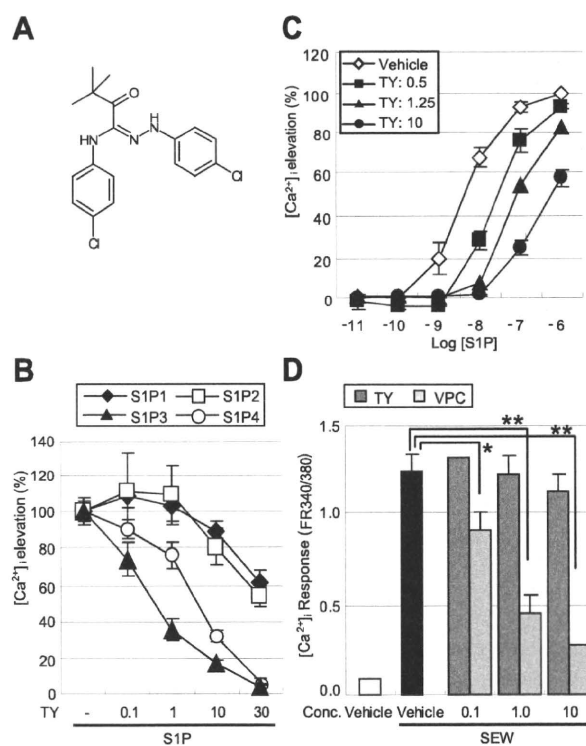 A
O
HN
N
H
N
Cl
Cl
C
Vehicle
TY: 0.5
TY: 1.25
TY: 10
[Ca²⁺]ᵢ elevation (%)
120
100
80
60
40
20
0
-11 -10 -9 -8 -7 -6
Log [S1P]
B
S1P1 S1P2
S1P3 S1P4
[Ca²⁺]ᵢ elevation (%)
140
120
100
80
60
40
20
0
TY - 0.1 1 10 30
S1P
D
TY VPC
[Ca²⁺]ᵢ Response (FR340/380)
1.5
1.0
0.5
0.0
**
**
*
Conc. Vehicle Vehicle 0.1 1.0 10
SEW